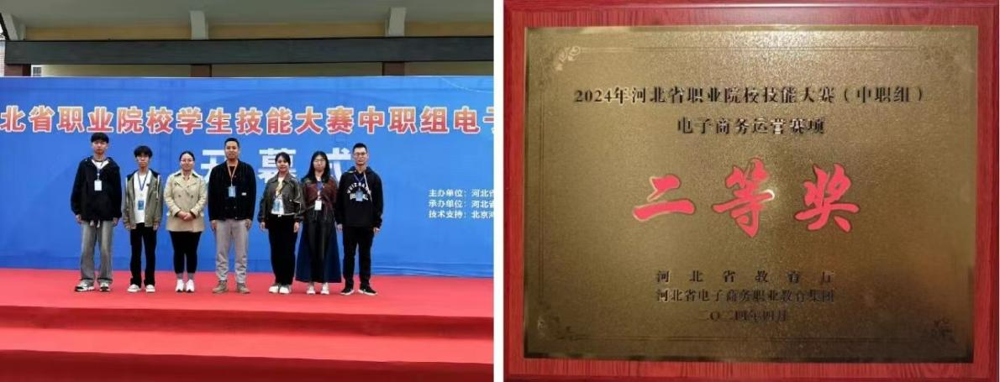 北省职业院校学生技能大赛中职组电子
开幕式
主办单位：河北省
承办单位：河北省
技术支持：北京鸿
2024年河北省职业院校技能大赛（中职组）
电子商务运营赛项
二等奖
河北省教育厅
河北省电子商务职业教育集团
二〇二四年四月